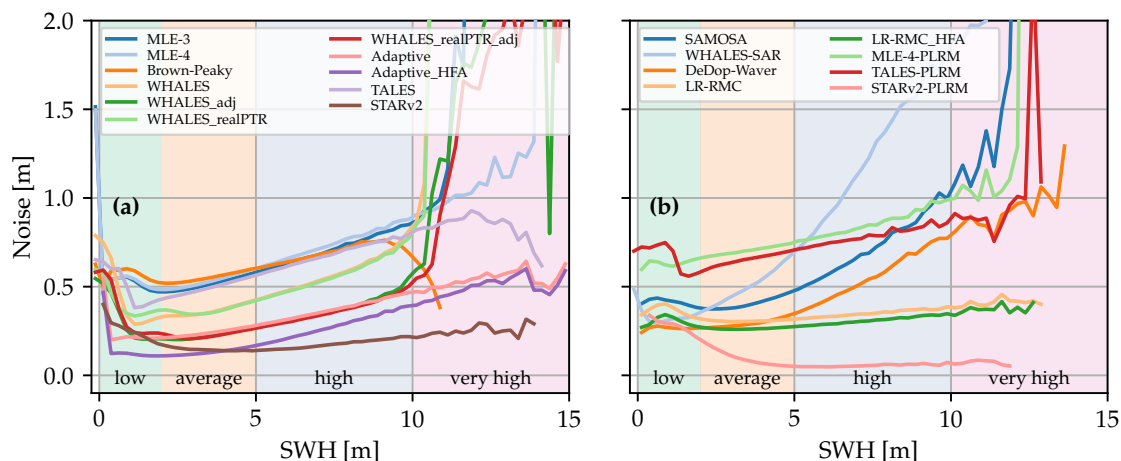 2.0
1.5
1.0
0.5
0.0
Noise [m]
MLE-3
MLE-4
Brown-Peaky
WHALES
WHALES_adj
WHALES_realPTR
WHALES_realPTR_adj
Adaptive
Adaptive_HFA
TALES
STARv2
(a)
low
average
high
very high
0
5
10
15
SWH [m]
SAMOSA
WHALES-SAR
DeDop-Waver
LR-RMC
LR-RMC_HFA
MLE-4-PLRM
TALES-PLRM
STARv2-PLRM
(b)
low
average
high
very high
0
5
10
15
SWH [m]